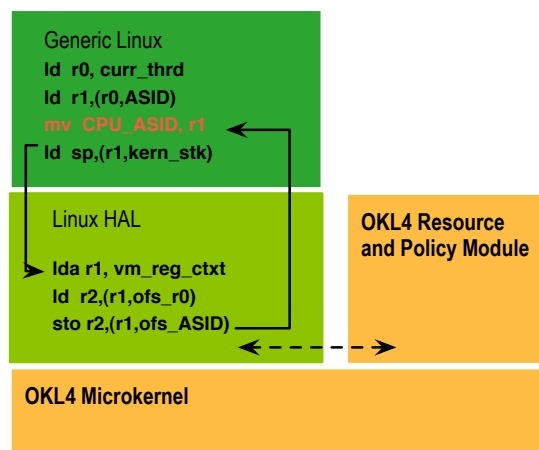 Generic Linux
ld r0, curr_thrd
ld r1,(r0,ASID)
mv CPU_ASID, r1
ld sp,(r1,kern_stk)
Linux HAL
lda r1, vm_reg_ctxt
ld r2,(r1,ofs_r0)
sto r2,(r1,ofs_ASID)
OKL4 Resource
and Policy Module
OKL4 Microkernel